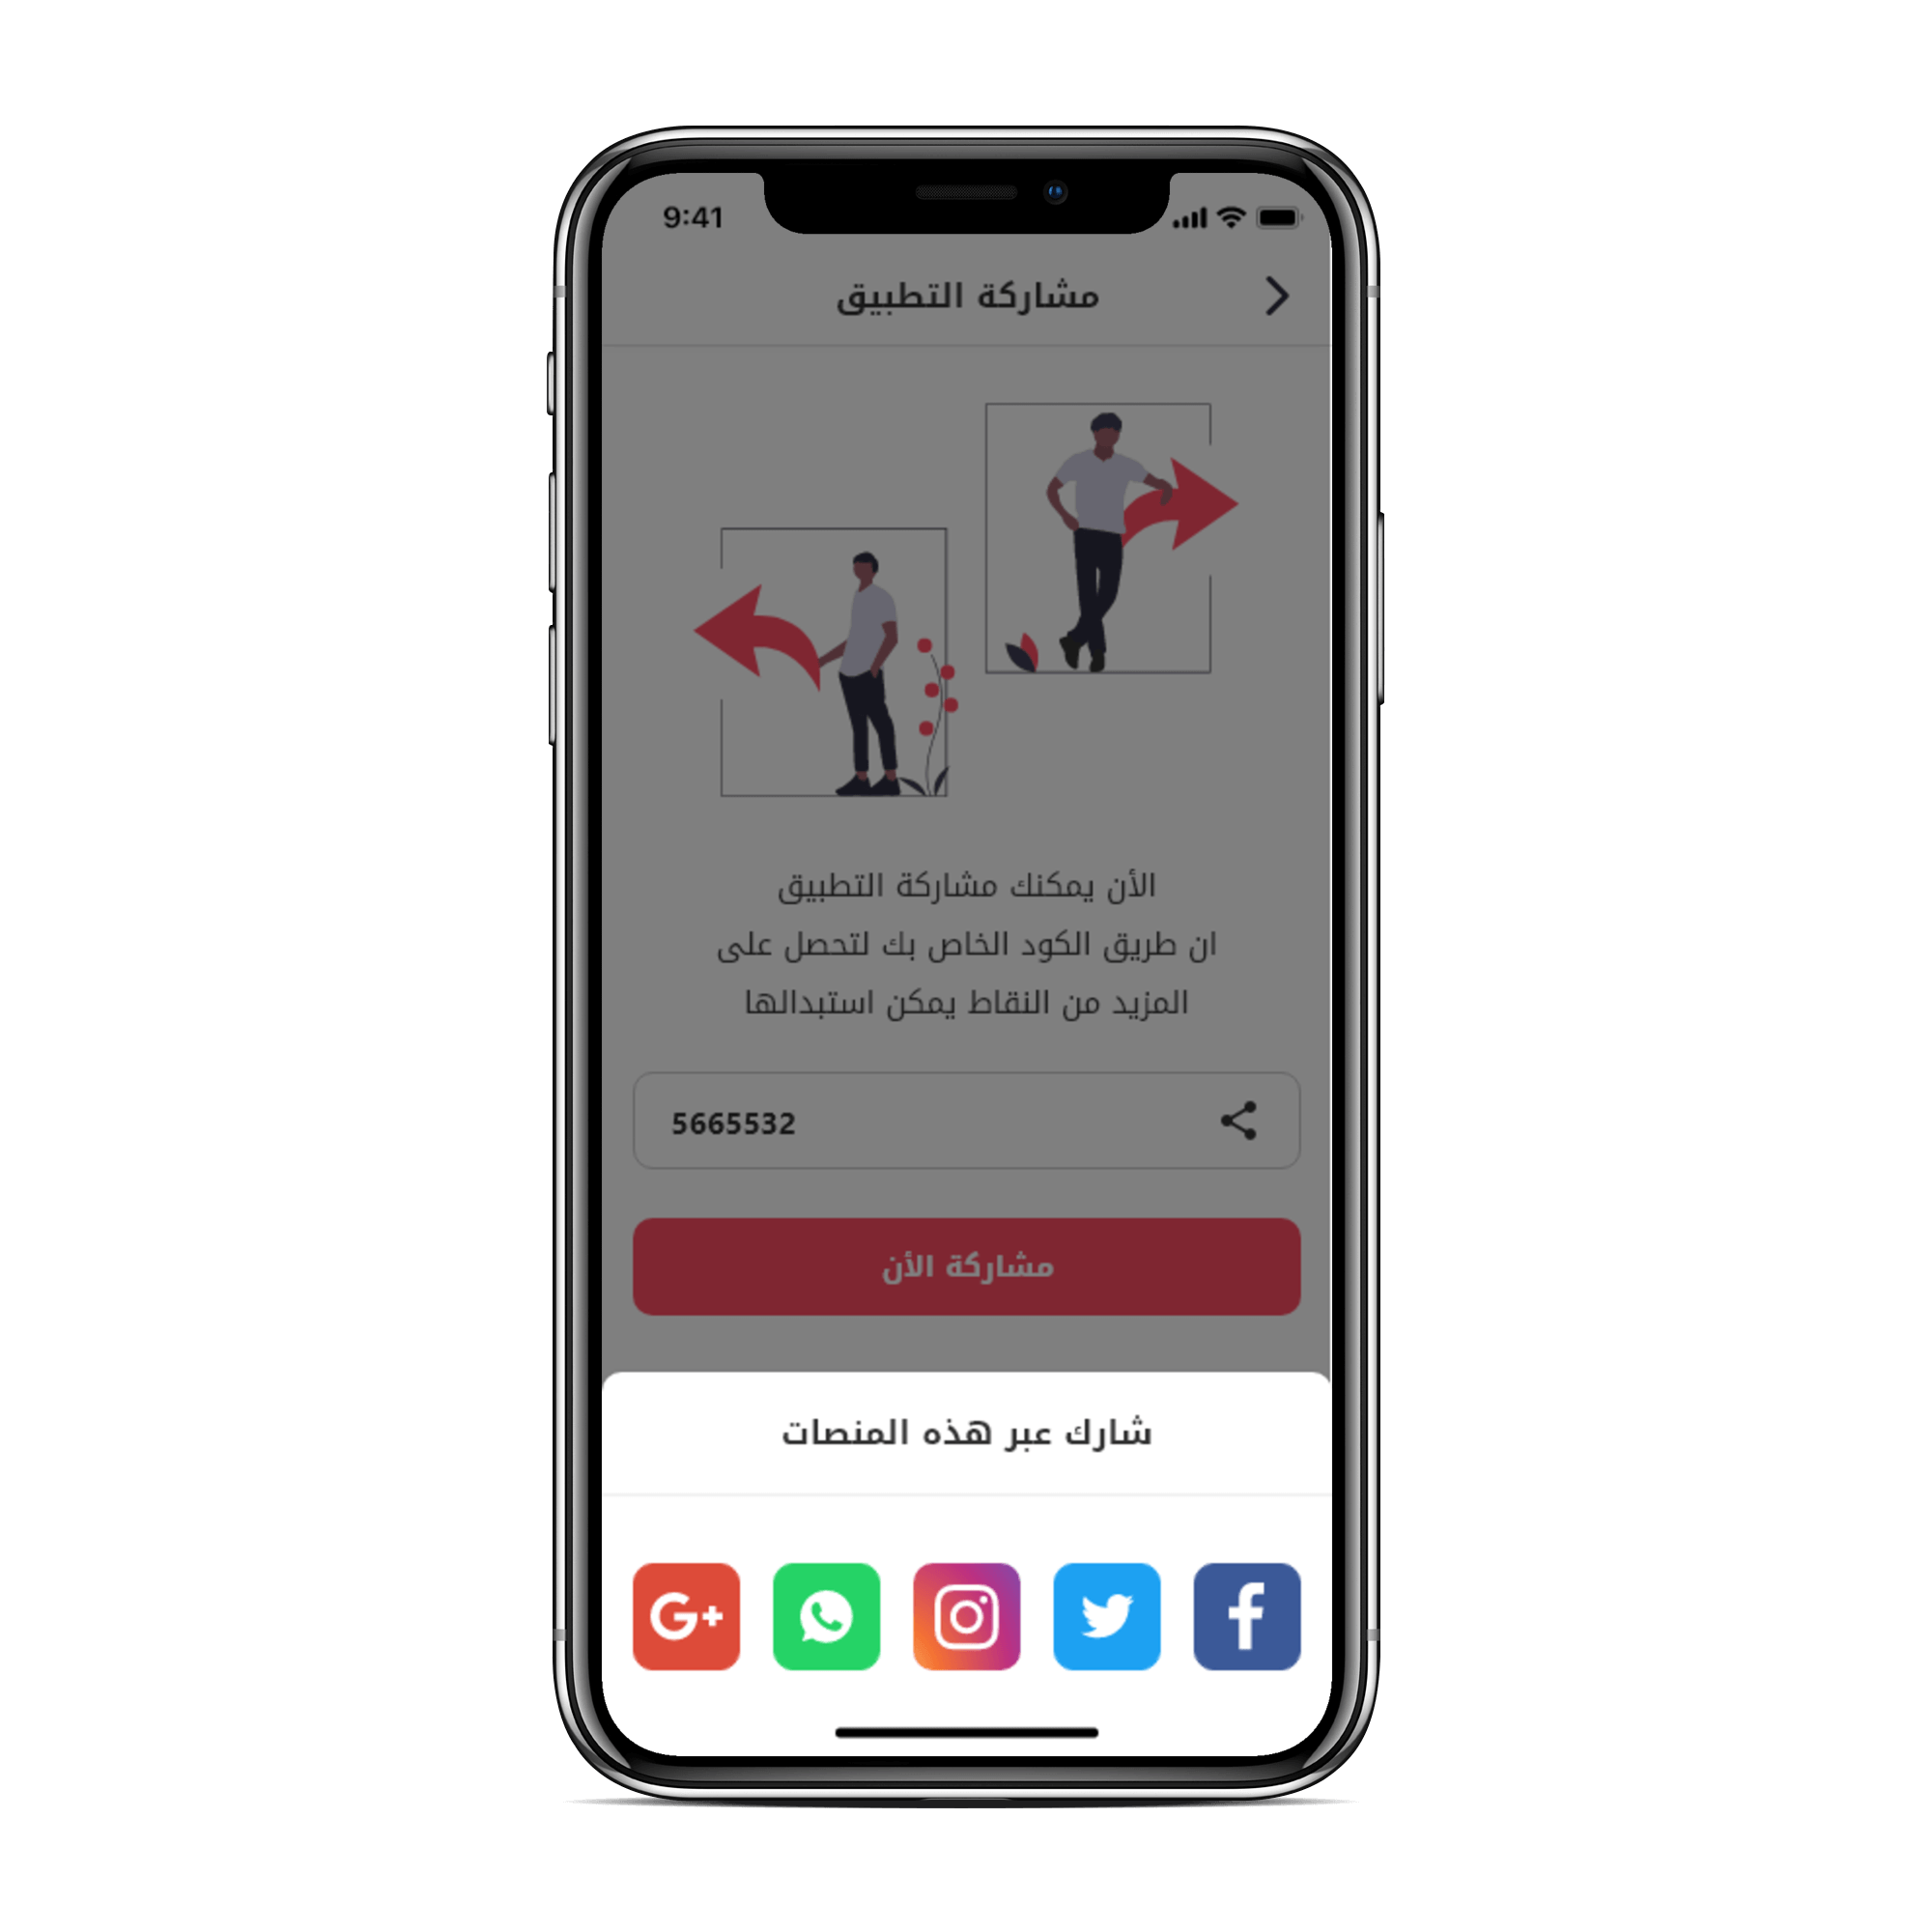 9:41
مشاركة التطبيق
الأن يمكنك مشاركة التطبيق
ان طريق الكود الخاص بك لتحصل على
المزيد من النقاط يمكن استبدالها
5665532
مشاركة الأن
شارك عبر هذه المنصات
G+